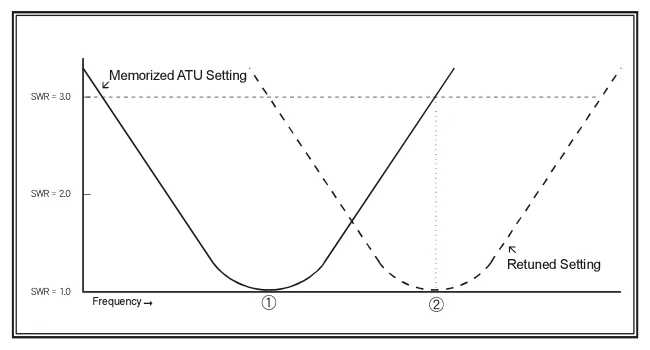 Memorized ATU Setting
SWR = 3.0
SWR = 2.0
Retuned Setting
SWR = 1.0
Frequency→
① ②